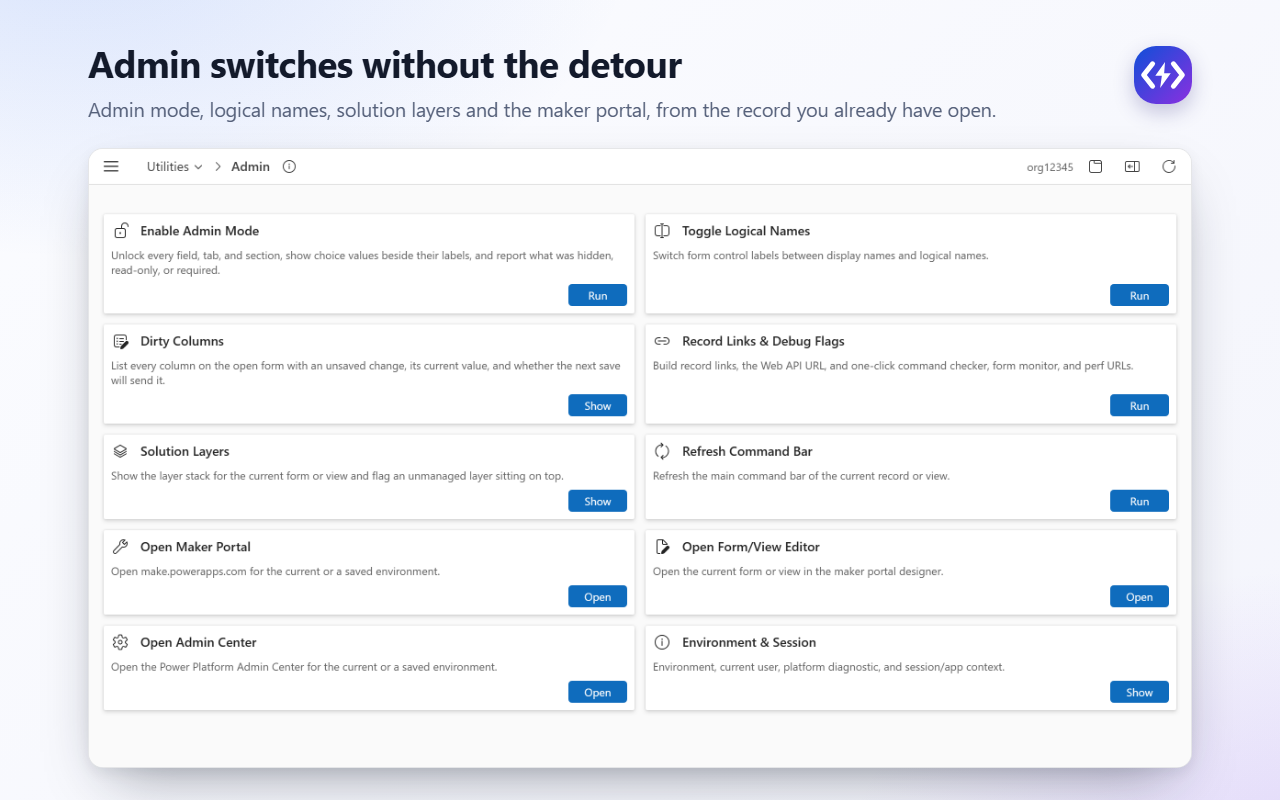 Admin switches without the detour
Admin mode, logical names, solution layers and the maker portal, from the record you already have open.
Utilities Admin org12345
Enable Admin Mode
Unlock every field, tab, and section, show choice values beside their labels, and report what was hidden,
read-only, or required.
Run
Toggle Logical Names
Switch form control labels between display names and logical names.
Run
Dirty Columns
List every column on the open form with an unsaved change, its current value, and whether the next save
will send it.
Show
Record Links & Debug Flags
Build record links, the Web API URL, and one-click command checker, form monitor, and perf URLs.
Run
Solution Layers
Show the layer stack for the current form or view and flag an unmanaged layer sitting on top.
Show
Refresh Command Bar
Refresh the main command bar of the current record or view.
Run
Open Maker Portal
Open make.powerapps.com for the current or a saved environment.
Open
Open Form/View Editor
Open the current form or view in the maker portal designer.
Open
Open Admin Center
Open the Power Platform Admin Center for the current or a saved environment.
Open
Environment & Session
Environment, current user, platform diagnostic, and session/app context.
Show